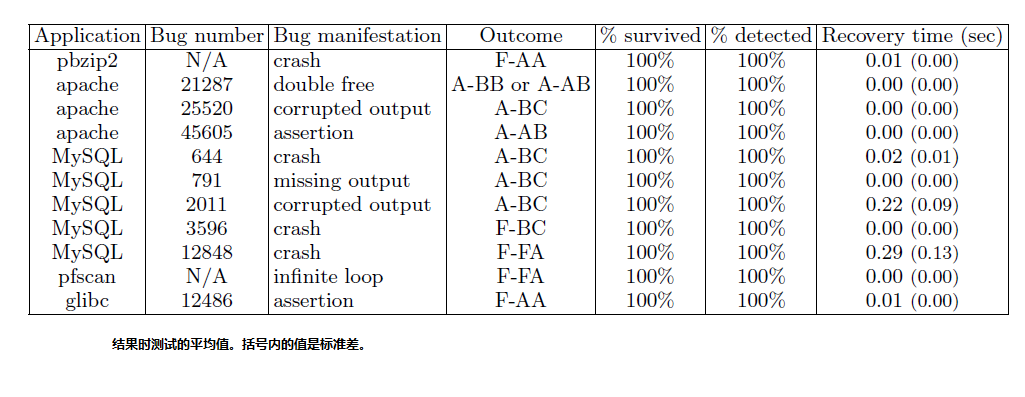 Application Bug number Bug manifestation Outcome % survived % detected Recovery time (sec)
pbzip2 N/A crash F-AA 100% 100% 0.01 (0.00)
apache 21287 double free A-BB or A-AB 100% 100% 0.00 (0.00)
apache 25520 corrupted output A-BC 100% 100% 0.00 (0.00)
apache 45605 assertion A-AB 100% 100% 0.00 (0.00)
MySQL 644 crash A-BC 100% 100% 0.02 (0.01)
MySQL 791 missing output A-BC 100% 100% 0.00 (0.00)
MySQL 2011 corrupted output A-BC 100% 100% 0.22 (0.09)
MySQL 3596 crash F-BC 100% 100% 0.00 (0.00)
MySQL 12848 crash F-FA 100% 100% 0.29 (0.13)
pfscan N/A infinite loop F-FA 100% 100% 0.00 (0.00)
glibc 12486 assertion F-AA 100% 100% 0.01 (0.00)
结果时测试的平均值。括号内的值是标准差。